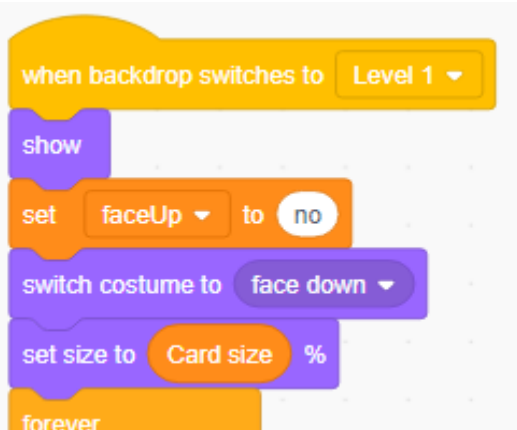 when backdrop switches to Level 1
show
set faceUp to no
switch costume to face down
set size to Card size %
forever